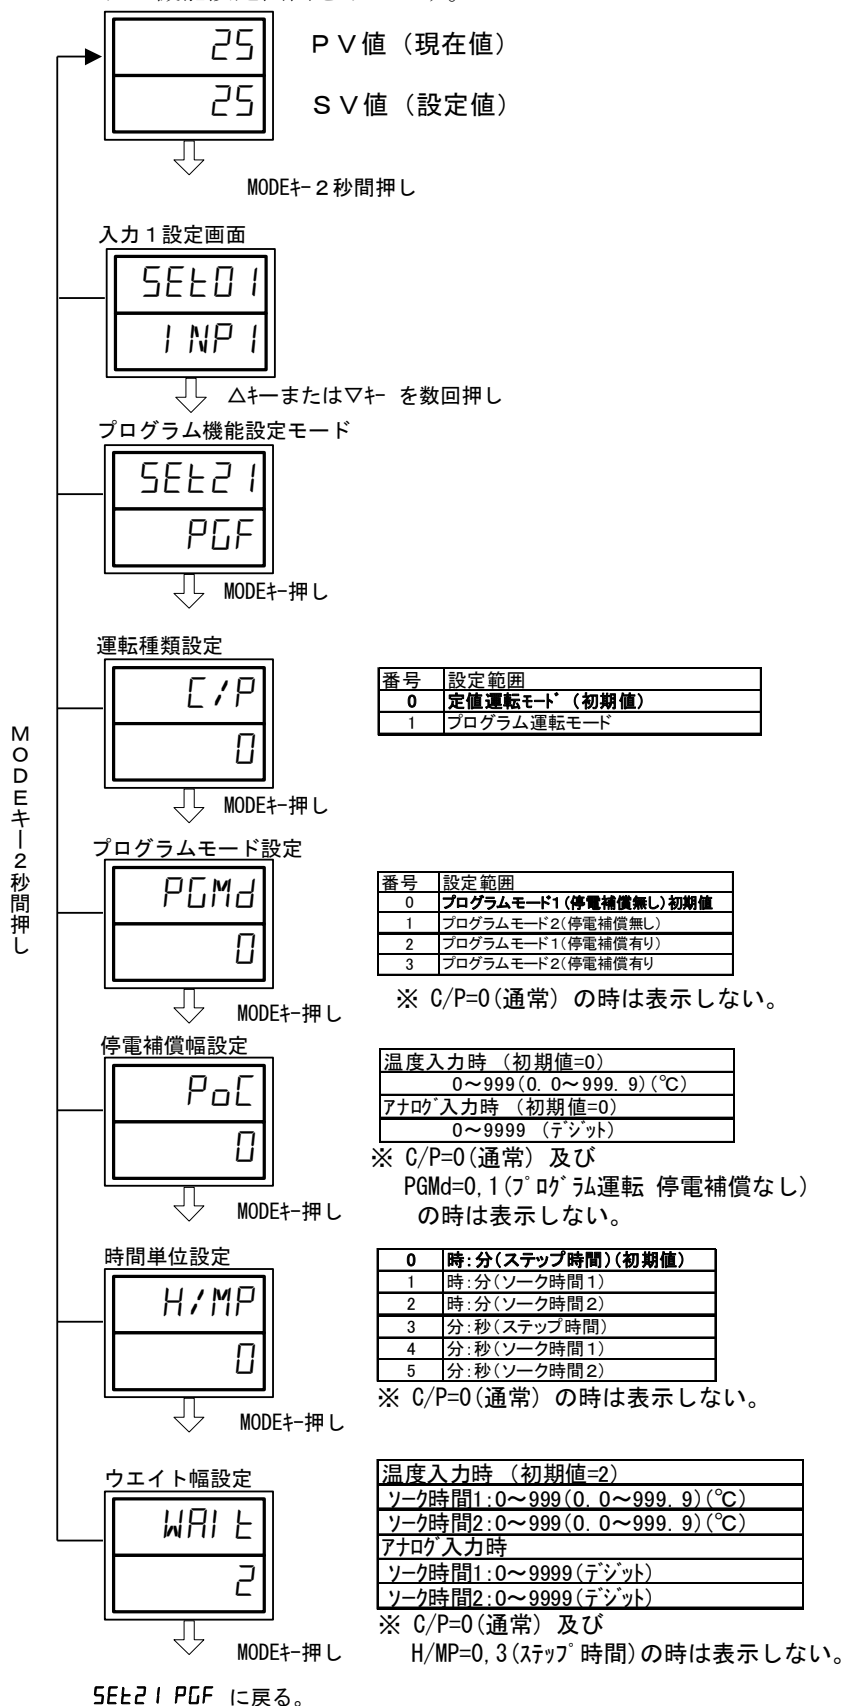 25
PV値（現在値）
25
SV値（設定値）
MODEｷｰ２秒間押し
入力１設定画面
SEt01
INP1
△ｷｰまたは▽ｷｰ を数回押し
プログラム機能設定モード
SEt21
PGF
MODEｷｰ押し
運転種類設定
C/P
0
番号 設定範囲
0 定値運転ﾓｰﾄﾞ（初期値）
1 プログラム運転モード
MODEｷｰ押し
プログラムモード設定
PGMd
0
番号 設定範囲
0 プログラムモード1(停電補償無し)初期値
1 プログラムモード2(停電補償無し)
2 プログラムモード1(停電補償有り)
3 プログラムモード2(停電補償有り
※ C/P=0(通常) の時は表示しない。
MODEｷｰ押し
停電補償幅設定
PoC
0
温度入力時 （初期値=0）
0～999(0. 0～999. 9)(℃)
ｱﾅﾛｸﾞ入力時 （初期値=0）
0～9999 （ﾃﾞｼﾞｯﾄ）
※ C/P=0(通常) 及び
PGMd=0,1(ﾌﾟﾛｸﾞﾗﾑ運転 停電補償なし)
の時は表示しない。
MODEｷｰ押し
時間単位設定
H/MP
0
0 時:分(ステップ時間)(初期値)
1 時:分(ソーク時間1)
2 時:分(ソーク時間2)
3 分:秒(ステップ時間)
4 分:秒(ソーク時間1)
5 分:秒(ソーク時間2)
※ C/P=0(通常) の時は表示しない。
MODEｷｰ押し
ウエイト幅設定
WAIt
2
温度入力時 （初期値=2）
ｿｰｸ時間1:0～999(0. 0～999. 9)(℃)
ｿｰｸ時間2:0～999(0. 0～999. 9)(℃)
ｱﾅﾛｸﾞ入力時
ｿｰｸ時間1:0～9999(ﾃﾞｼﾞｯﾄ)
ｿｰｸ時間2:0～9999(ﾃﾞｼﾞｯﾄ)
※ C/P=0(通常) 及び
H/MP=0,3(ｽﾃｯﾌﾟ時間)の時は表示しない。
MODEｷｰ押し
SEt21 PGF に戻る。
MODEキー2秒間押し